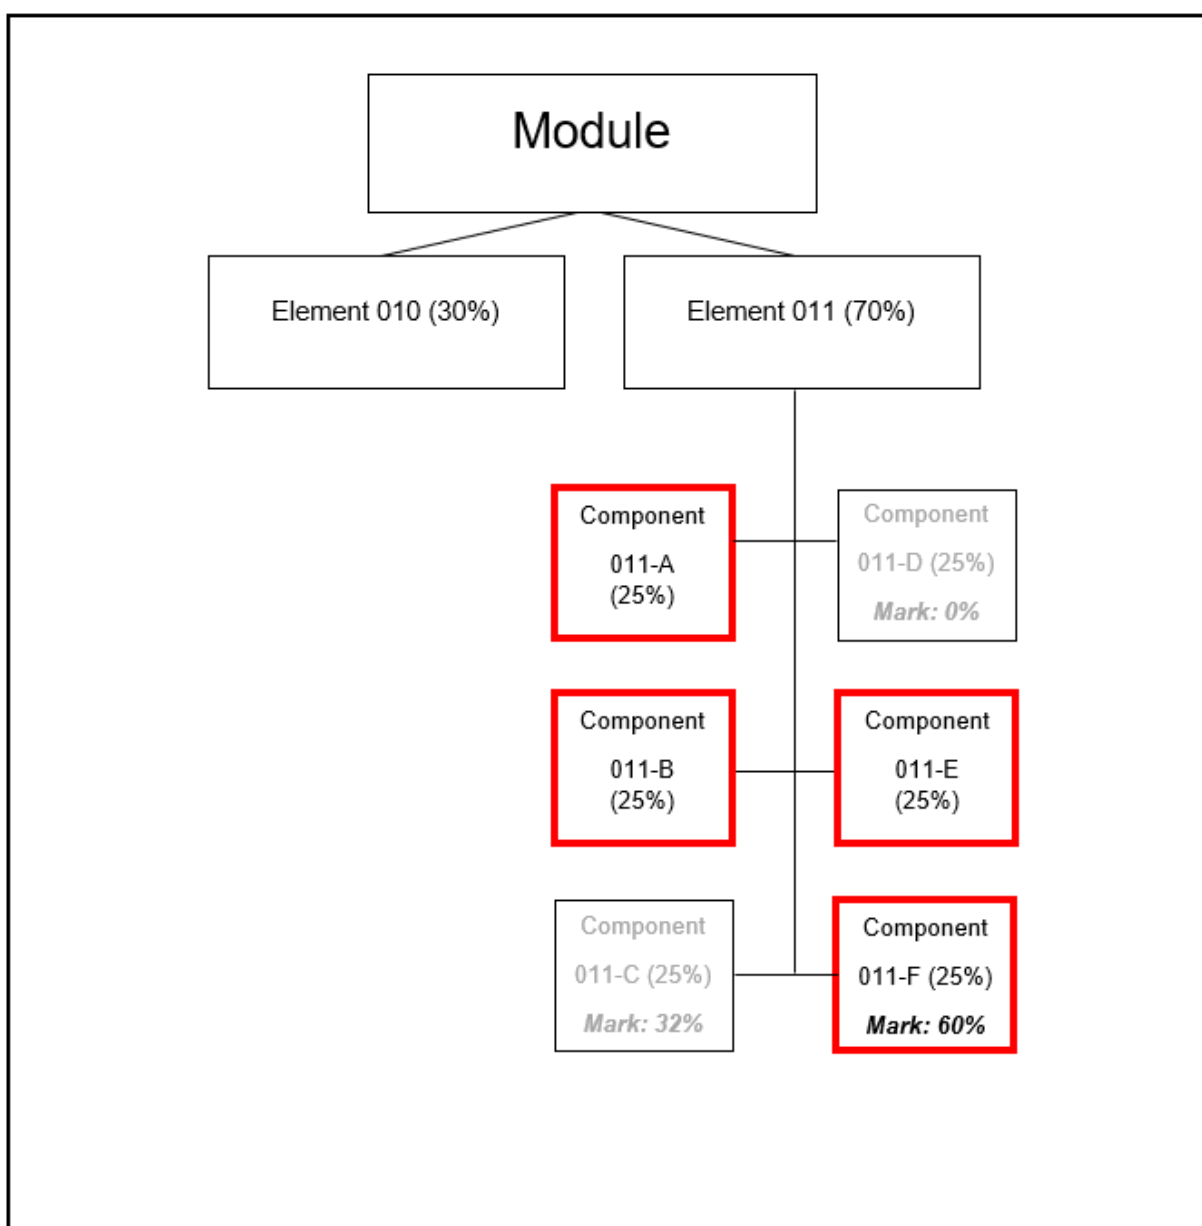 Module
Element 010 (30%)
Element 011 (70%)
Component
011-A
(25%)
Component
011-D (25%)
Mark: 0%
Component
011-B
(25%)
Component
011-E
(25%)
Component
011-C (25%)
Mark: 32%
Component
011-F (25%)
Mark: 60%